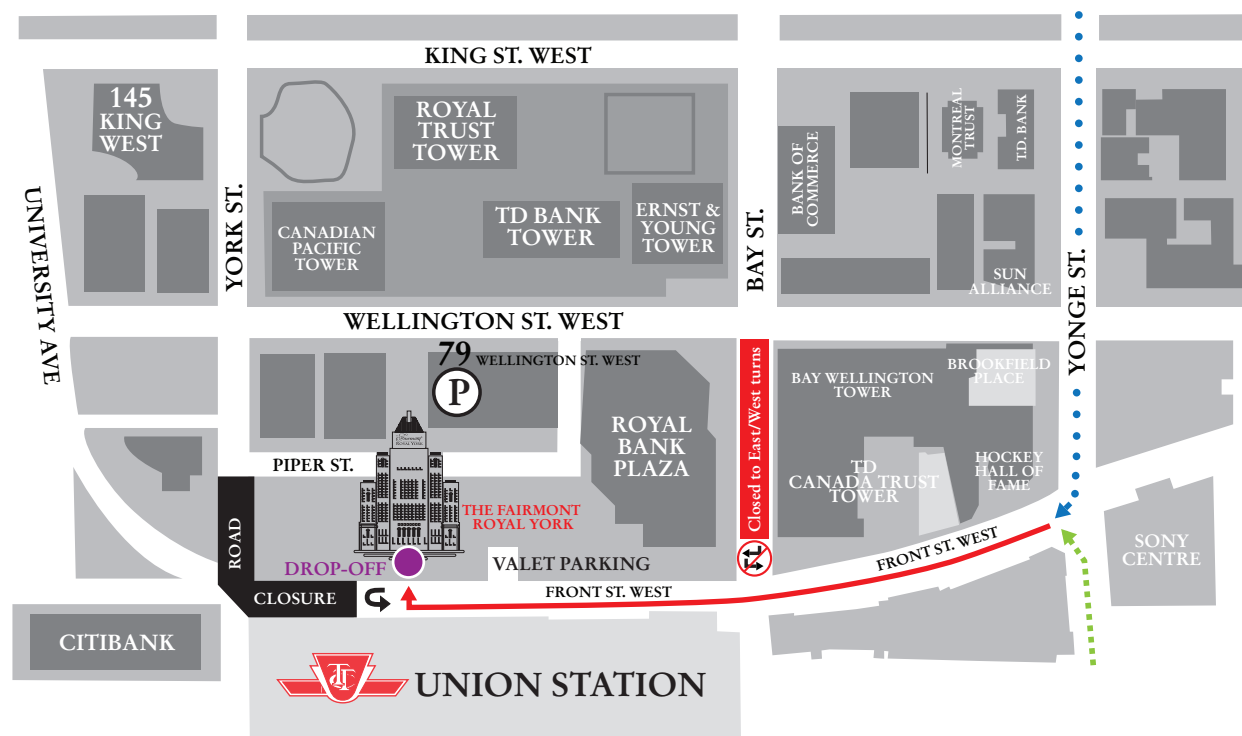 KING ST. WEST
145
KING
WEST
ROYAL
TRUST
TOWER
MONTREAL
TRUST
T.D. BANK
BANK OF
COMMERCE
UNIVERSITY AVE
YORK ST.
CANADIAN
PACIFIC
TOWER
TD BANK
TOWER
ERNST &
YOUNG
TOWER
BAY ST.
SUN
ALLIANCE
YONGE ST.
WELLINGTON ST. WEST
79 WELLINGTON ST. WEST
P
Fairmont
ROYAL YORK
ROYAL
BANK
PLAZA
Closed to East/West turns
BAY WELLINGTON
TOWER
BROOKFIELD
PLACE
TD
CANADA TRUST
TOWER
HOCKEY
HALL OF
FAME
PIPER ST.
THE FAIRMONT
ROYAL YORK
ROAD
CLOSURE
DROP-OFF
VALET PARKING
FRONT ST. WEST
FRONT ST. WEST
SONY
CENTRE
CITIBANK
TTC
UNION STATION